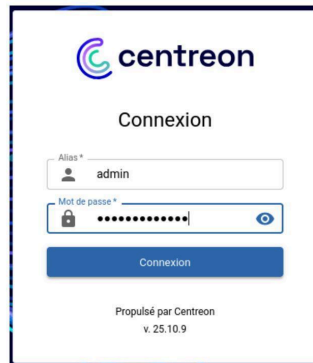 centreon
Connexion
Alias *
admin
Mot de passe *
•••••••••••••
Connexion
Propulsé par Centreon
v. 25.10.9